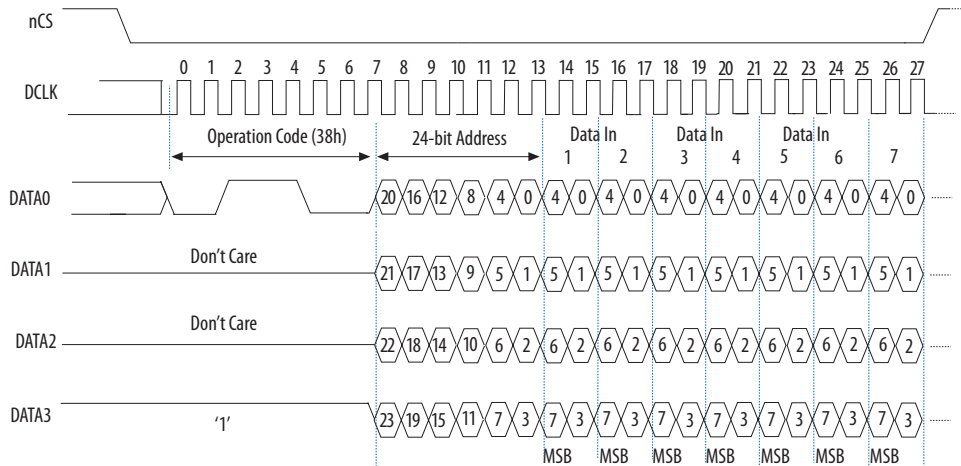 nCS
0 1 2 3 4 5 6 7 8 9 10 11 12 13 14 15 16 17 18 19 20 21 22 23 24 25 26 27
DCLK
Operation Code (38h) 24-bit Address Data In Data In Data In
1 2 3 4 5 6 7
DATA0 20 16 12 8 4 0 4 0 4 0 4 0 4 0 4 0 4 0 4 0
Don't Care
DATA1 21 17 13 9 5 1 5 1 5 1 5 1 5 1 5 1 5 1 5 1
Don't Care
DATA2 22 18 14 10 6 2 6 2 6 2 6 2 6 2 6 2 6 2 6 2
DATA3 '1' 23 19 15 11 7 3 7 3 7 3 7 3 7 3 7 3 7 3 7 3
MSB MSB MSB MSB MSB MSB MSB